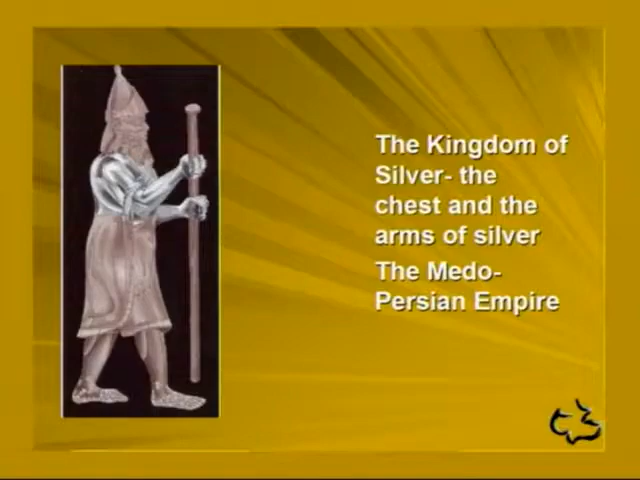 The Kingdom of
Silver- the
chest and the
arms of silver
The Medo-
Persian Empire